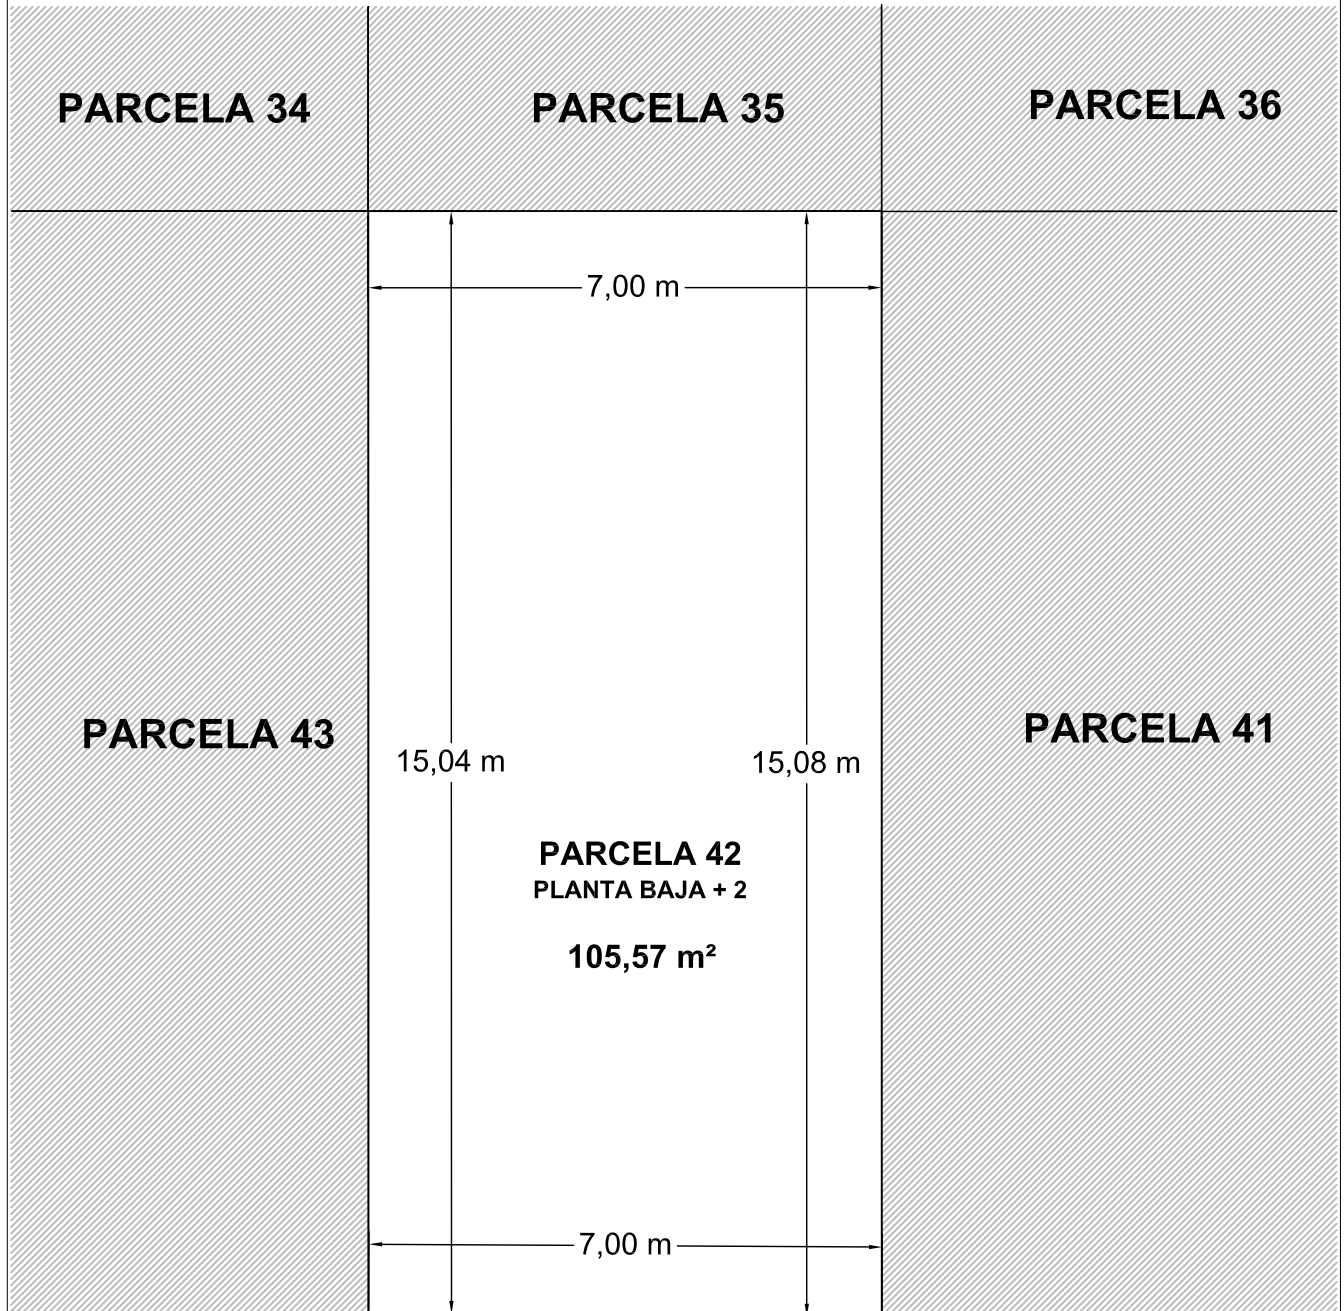 PARCELA 34
PARCELA 35
PARCELA 36
7,00 m
PARCELA 43
PARCELA 41
15,04 m
15,08 m
PARCELA 42
PLANTA BAJA + 2
105,57 m²
7,00 m